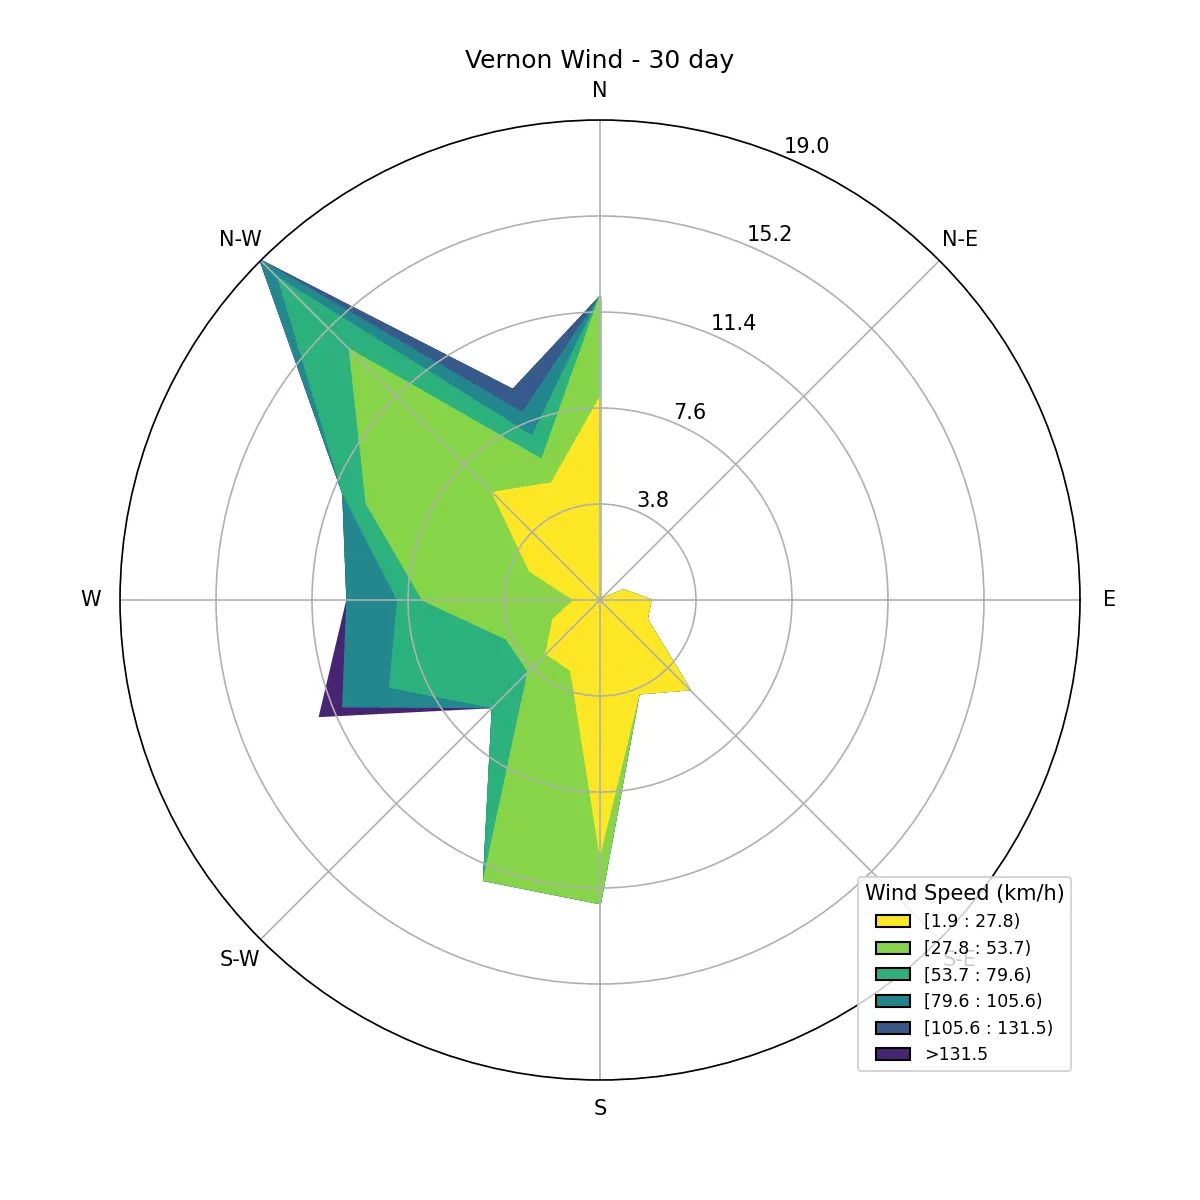 Vernon Wind - 30 day
N
19.0
15.2
N-W
N-E
11.4
7.6
3.8
W
E
S-W
S-E
S
Wind Speed (km/h)
[1.9 : 27.8)
[27.8 : 53.7)
[53.7 : 79.6)
[79.6 : 105.6)
[105.6 : 131.5)
>131.5